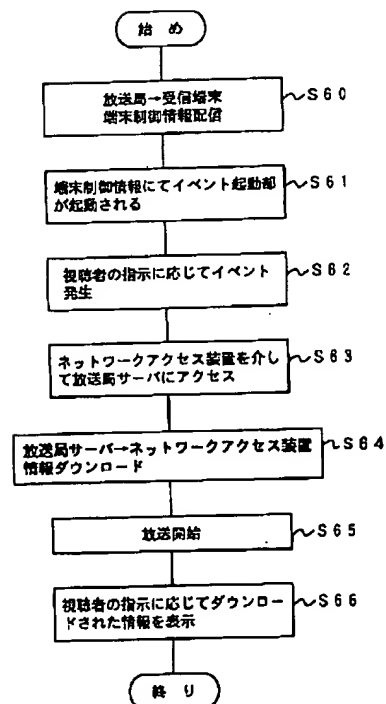 始 め
放送局→受信端末
端末制御情報配信
S60
端末制御情報にてイベント起動部
が起動される
S61
視聴者の指示に応じてイベント
発生
S62
ネットワークアクセス装置を介し
て放送局サーバにアクセス
S63
放送局サーバ→ネットワークアクセス装置
情報ダウンロード
S64
放送開始
S65
視聴者の指示に応じてダウンロー
ドされた情報を表示
S66
終 り